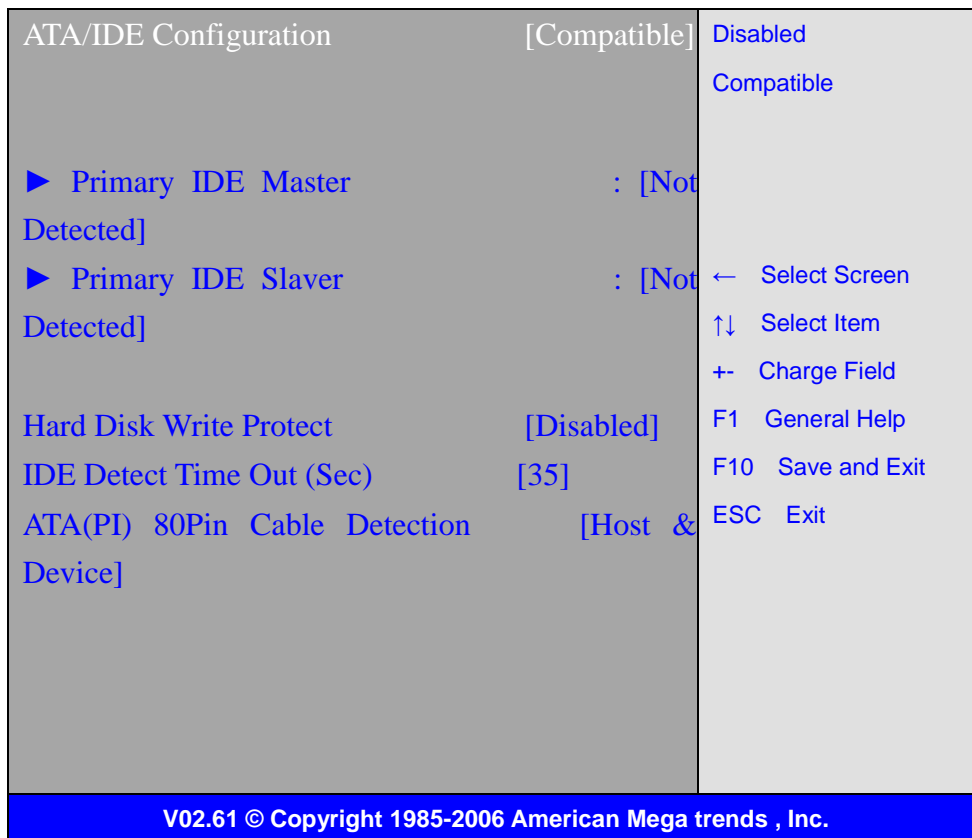 ATA/IDE Configuration [Compatible]
► Primary IDE Master : [Not
Detected]
► Primary IDE Slaver : [Not
Detected]
Hard Disk Write Protect [Disabled]
IDE Detect Time Out (Sec) [35]
ATA(PI) 80Pin Cable Detection [Host &
Device]
Disabled
Compatible
← Select Screen
↑↓ Select Item
+- Charge Field
F1 General Help
F10 Save and Exit
ESC Exit
V02.61 © Copyright 1985-2006 American Mega trends , Inc.